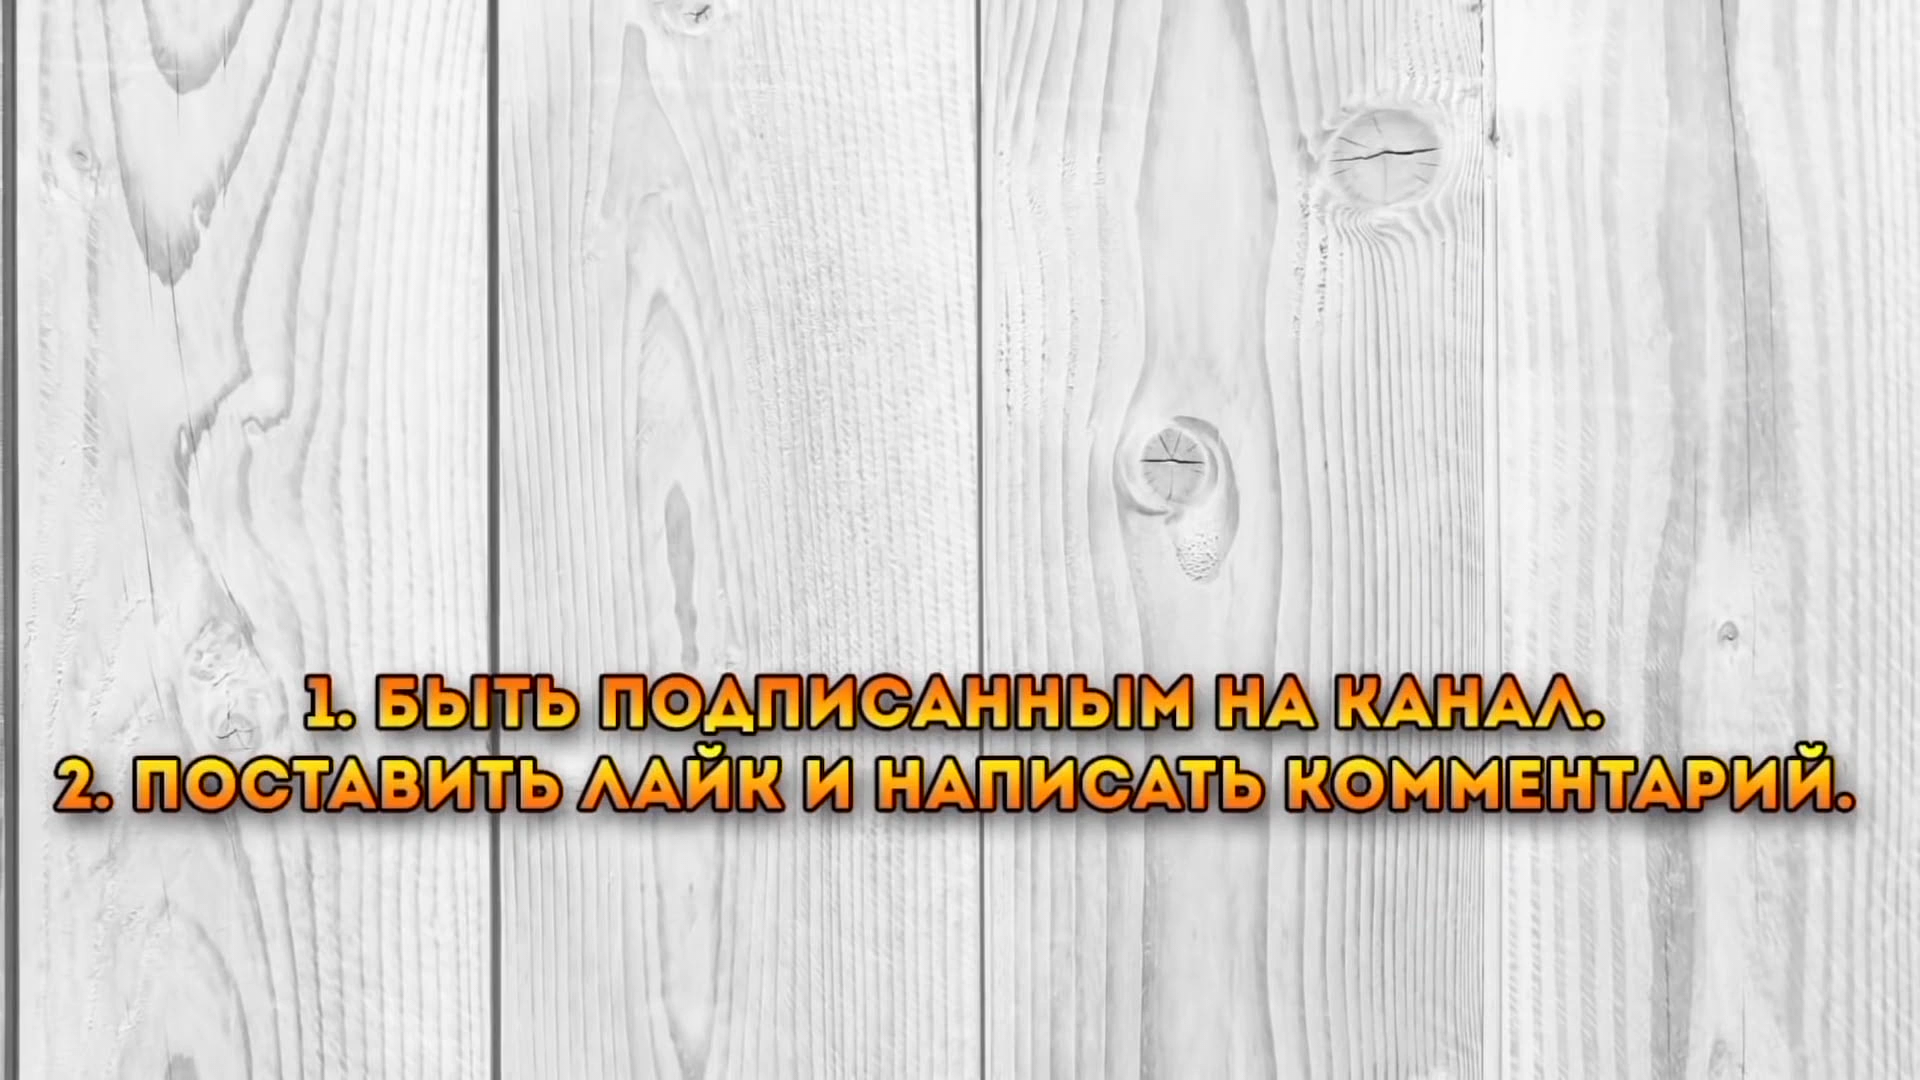 1. БЫТЬ ПОДПИСАННЫМ НА КАНАЛ.
2. ПОСТАВИТЬ ЛАЙК И НАПИСАТЬ КОММЕНТАРИЙ.